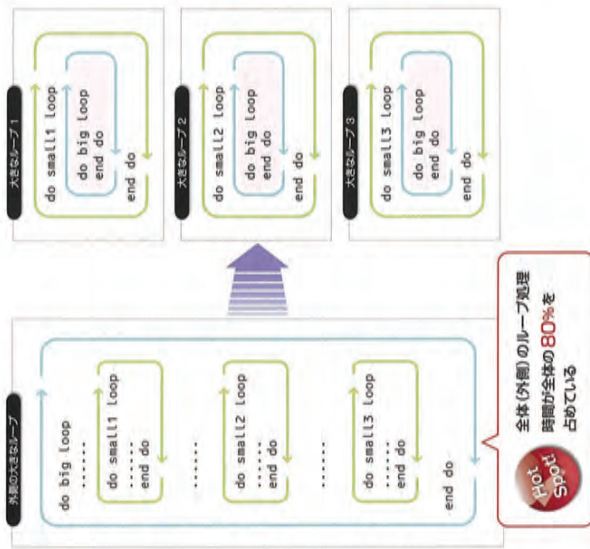 外側の大きなループ
do big loop
......
do small1 loop
......
end do
......
do small2 loop
......
end do
......
do small3 loop
......
end do
end do
Hot
Spot!
全体(外側)のループ処理
時間が全体の80%を
占めている
大きなループ1
do small1 loop
do big loop
end do
end do
大きなループ2
do small2 loop
do big loop
end do
end do
大きなループ3
do small3 loop
do big loop
end do
end do